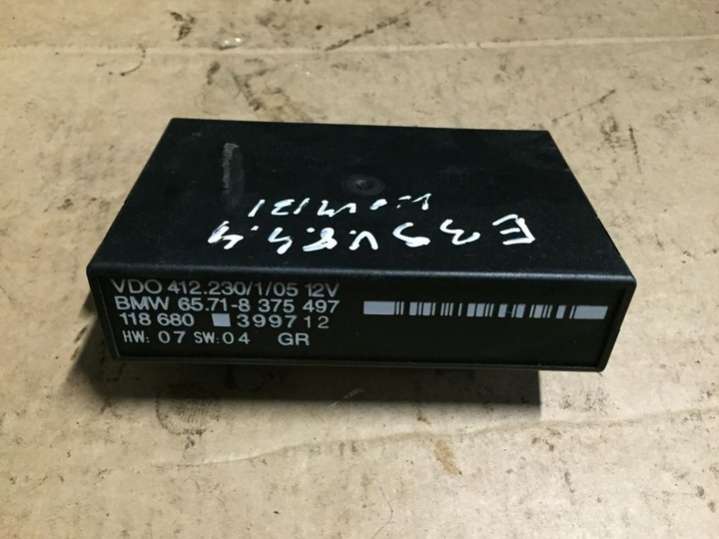 E39 V.8.4.4
VDO 412.230/1/05 12V
BMW 65.71-8 375 497
118 680 399712
HW: 07 SW:04 GR